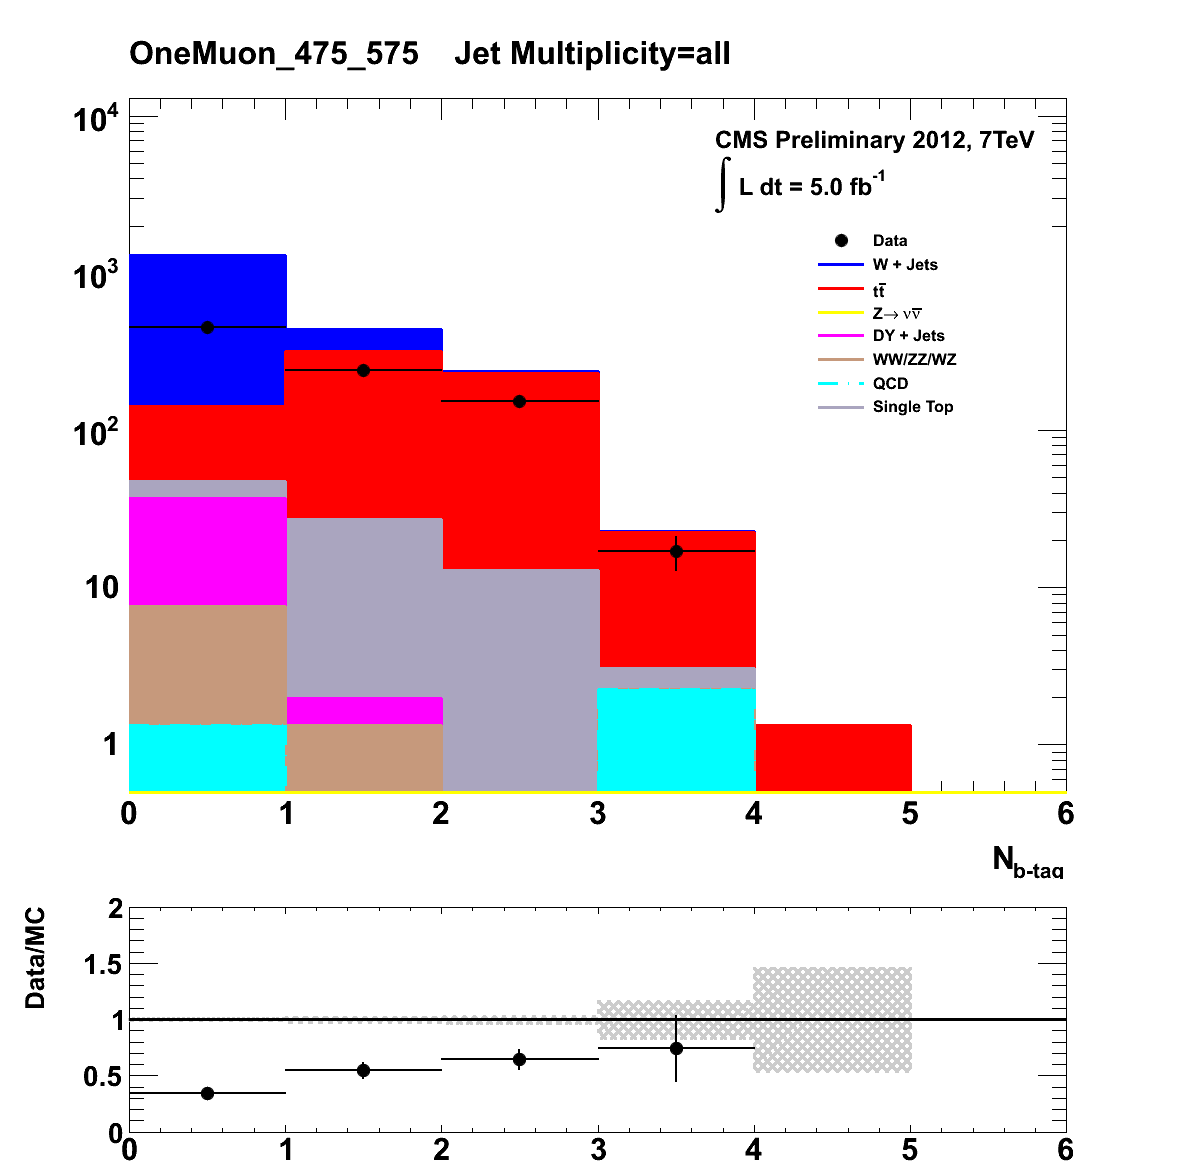 OneMuon_475_575    Jet Multiplicity=all
10^4
CMS Preliminary 2012, 7TeV
∫ L dt = 5.0 fb^-1
Data
W + Jets
tt̅
Z→ νν̅
DY + Jets
WW/ZZ/WZ
QCD
Single Top
10^3
10^2
10
1
0 1 2 3 4 5 6
N_b-tag
Data/MC
2
1.5
1
0.5
0
0 1 2 3 4 5 6